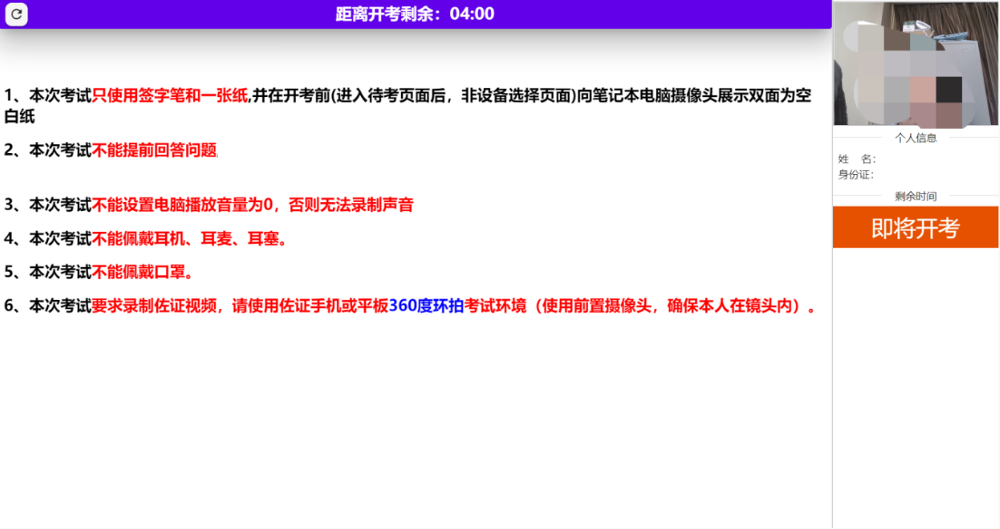 距离开考剩余：04:00
1、本次考试只使用签字笔和一张纸,并在开考前(进入待考页面后，非设备选择页面)向笔记本电脑摄像头展示双面为空
白纸
2、本次考试不能提前回答问题
3、本次考试不能设置电脑播放音量为0，否则无法录制声音
4、本次考试不能佩戴耳机、耳麦、耳塞。
5、本次考试不能佩戴口罩。
6、本次考试要求录制佐证视频，请使用佐证手机或平板360度环拍考试环境（使用前置摄像头，确保本人在镜头内）。
个人信息
姓 名：
身份证：
剩余时间
即将开考